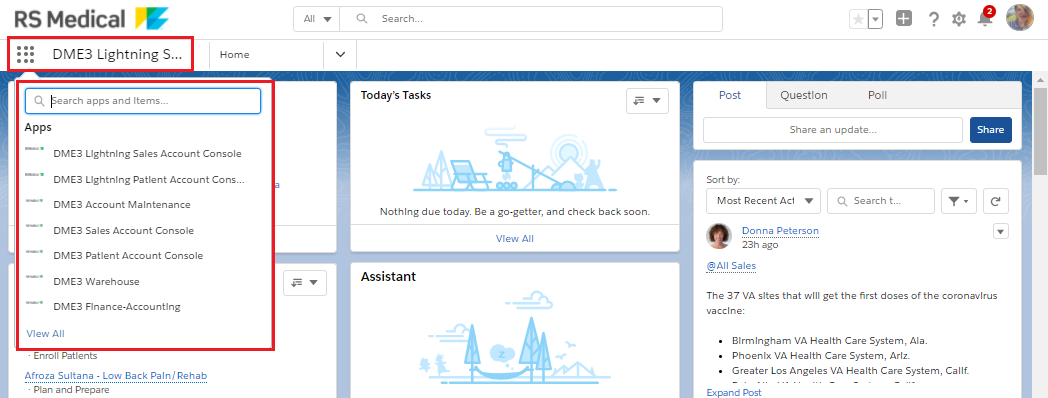 RS Medical
All
Search...
2
DME3 Lightning S...
Home
Search apps and items...
Apps
DME3 Lightning Sales Account Console
DME3 Lightning Patient Account Cons...
DME3 Account Maintenance
DME3 Sales Account Console
DME3 Patient Account Console
DME3 Warehouse
DME3 Finance-Accounting
View All
· Enroll Patients
Afroza Sultana - Low Back Pain/Rehab
· Plan and Prepare
Today's Tasks
Nothing due today. Be a go-getter, and check back soon.
View All
Assistant
Post
Question
Poll
Share an update...
Share
Sort by:
Most Recent Act
Search t...
Donna Peterson
23h ago
@All Sales
The 37 VA sites that will get the first doses of the coronavirus
vaccine:
• Birmingham VA Health Care System, Ala.
• Phoenix VA Health Care System, Ariz.
• Greater Los Angeles VA Health Care System, Calif.
Expand Post